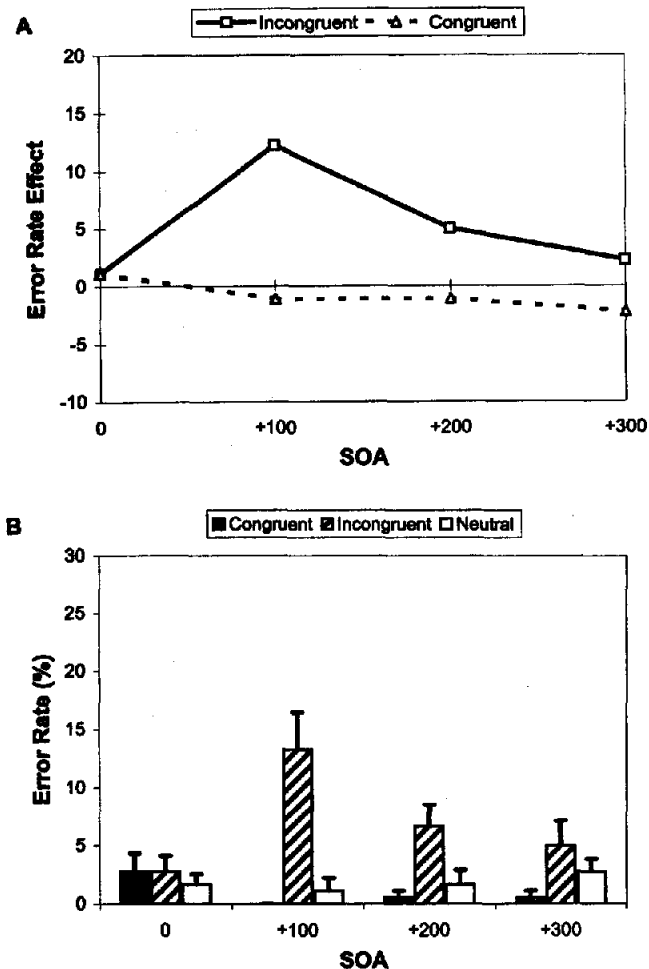 A
Incongruent Congruent
20
15
10
5
0
-5
-10
Error Rate Effect
0 +100 +200 +300
SOA
B
Congruent Incongruent Neutral
30
25
20
15
10
5
0
Error Rate (%)
0 +100 +200 +300
SOA